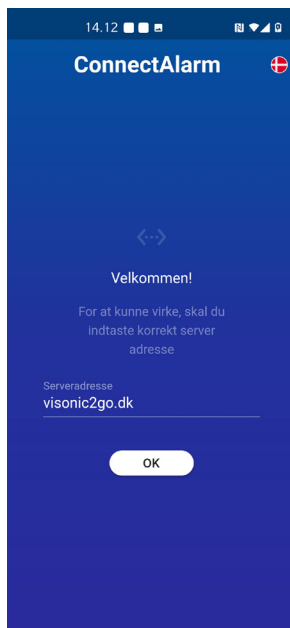 14.12
ConnectAlarm
Velkommen!
For at kunne virke, skal du
indtaste korrekt server
adresse
Serveradresse
visonic2go.dk
OK